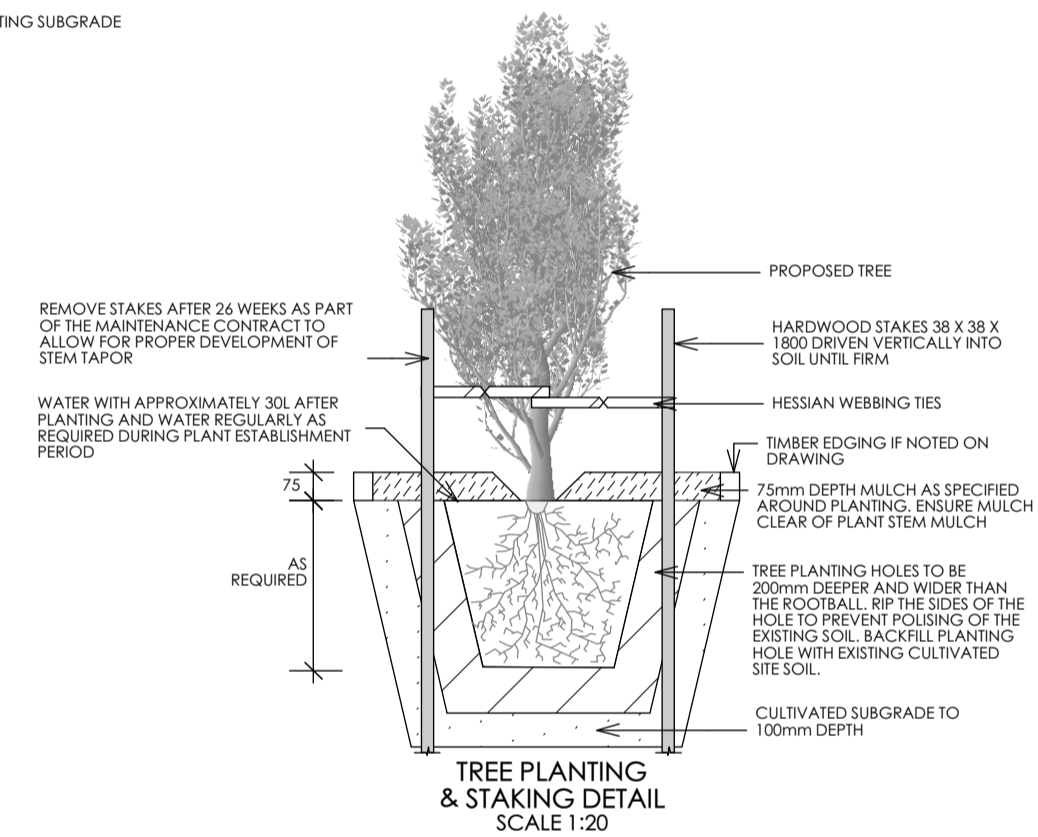 TING SUBGRADE
REMOVE STAKES AFTER 26 WEEKS AS PART
OF THE MAINTENANCE CONTRACT TO
ALLOW FOR PROPER DEVELOPMENT OF
STEM TAPOR
WATER WITH APPROXIMATELY 30L AFTER
PLANTING AND WATER REGULARLY AS
REQUIRED DURING PLANT ESTABLISHMENT
PERIOD
75
AS
REQUIRED
PROPOSED TREE
HARDWOOD STAKES 38 X 38 X
1800 DRIVEN VERTICALLY INTO
SOIL UNTIL FIRM
HESSIAN WEBBING TIES
TIMBER EDGING IF NOTED ON
DRAWING
75mm DEPTH MULCH AS SPECIFIED
AROUND PLANTING. ENSURE MULCH
CLEAR OF PLANT STEM MULCH
TREE PLANTING HOLES TO BE
200mm DEEPER AND WIDER THAN
THE ROOTBALL. RIP THE SIDES OF THE
HOLE TO PREVENT POLISING OF THE
EXISTING SOIL. BACKFILL PLANTING
HOLE WITH EXISTING CULTIVATED
SITE SOIL.
CULTIVATED SUBGRADE TO
100mm DEPTH
TREE PLANTING
& STAKING DETAIL
SCALE 1:20